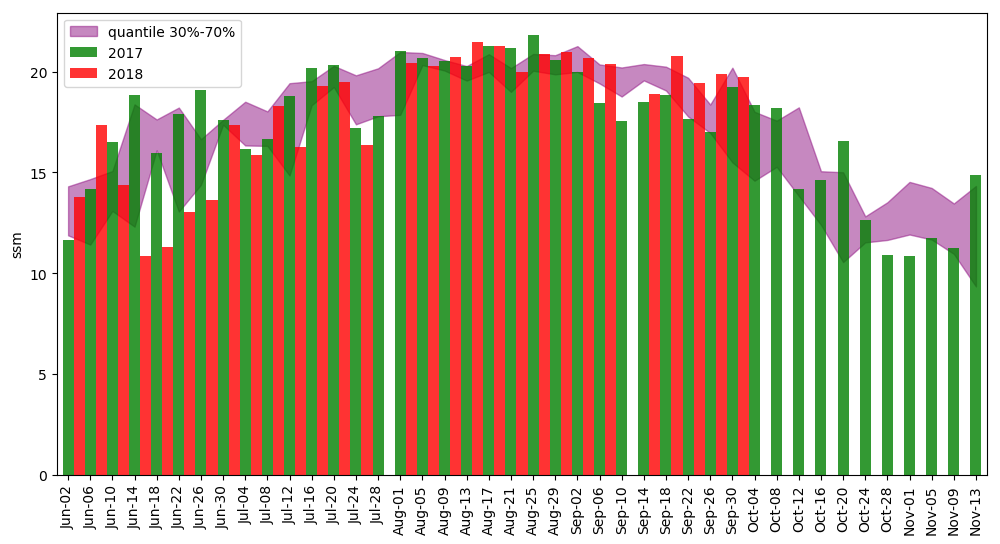 quantile 30%-70%
2017
2018
ssm
20
15
10
5
0
Jun-02
Jun-06
Jun-10
Jun-14
Jun-18
Jun-22
Jun-26
Jun-30
Jul-04
Jul-08
Jul-12
Jul-16
Jul-20
Jul-24
Jul-28
Aug-01
Aug-05
Aug-09
Aug-13
Aug-17
Aug-21
Aug-25
Aug-29
Sep-02
Sep-06
Sep-10
Sep-14
Sep-18
Sep-22
Sep-26
Sep-30
Oct-04
Oct-08
Oct-12
Oct-16
Oct-20
Oct-24
Oct-28
Nov-01
Nov-05
Nov-09
Nov-13